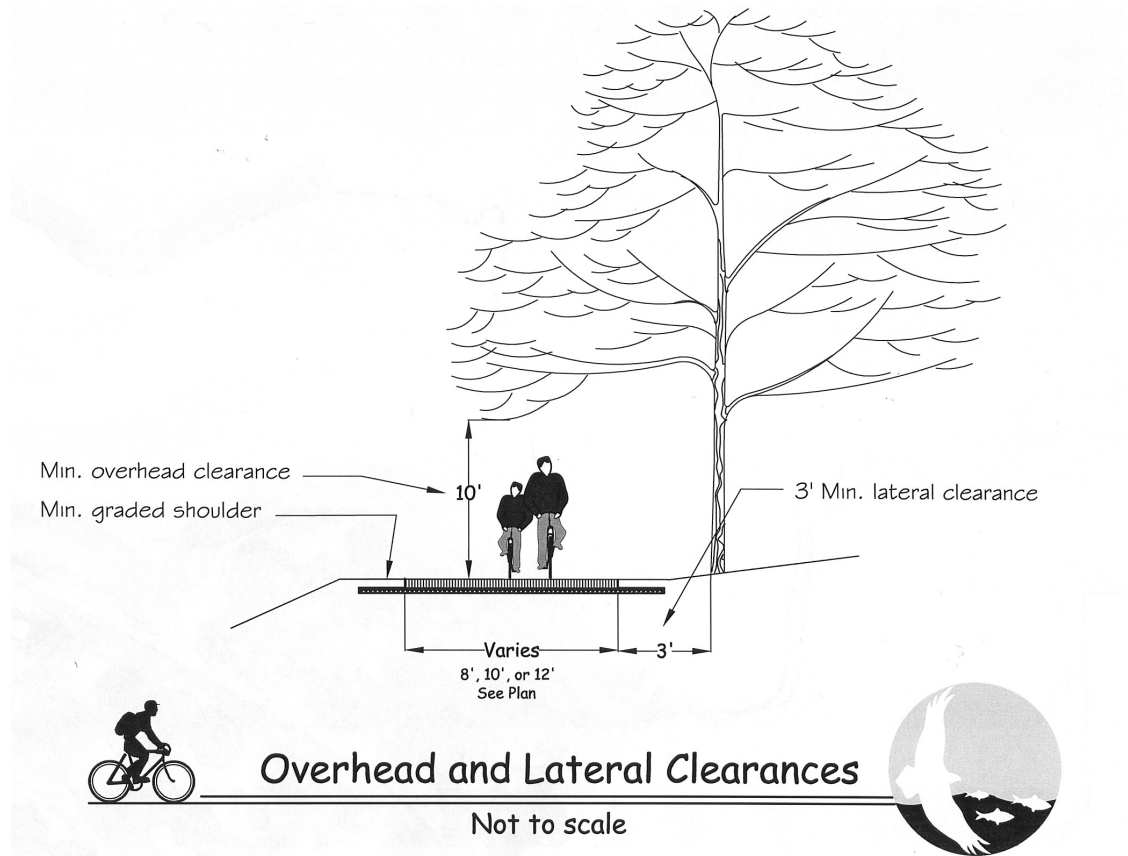 Min. overhead clearance
Min. graded shoulder
10'
3' Min. lateral clearance
Varies
3'
8', 10', or 12'
See Plan
Overhead and Lateral Clearances
Not to scale